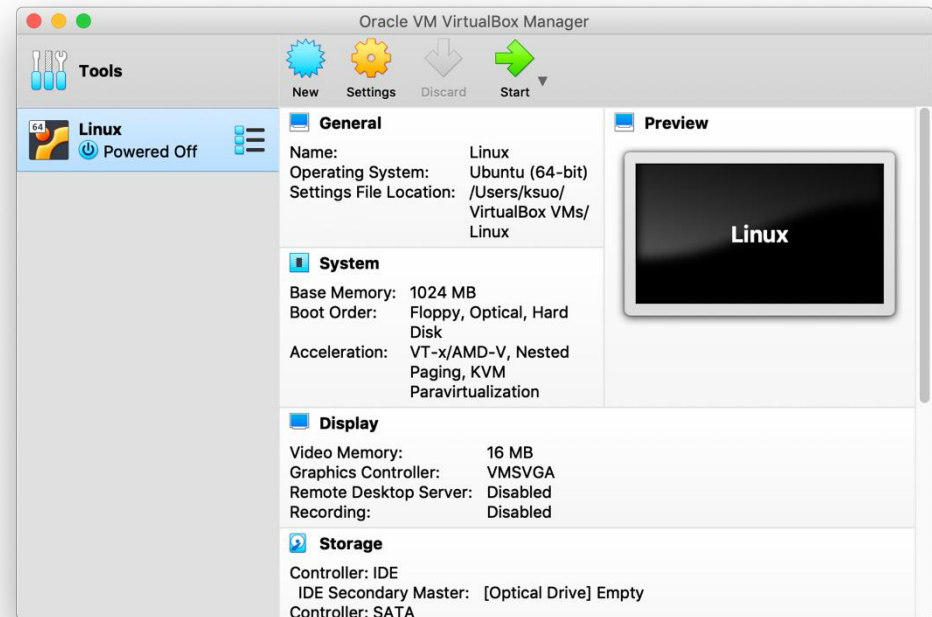 Oracle VM VirtualBox Manager
Tools
New
Settings
Discard
Start
64
Linux
Powered Off
General
Name: Linux
Operating System: Ubuntu (64-bit)
Settings File Location: /Users/ksuo/
VirtualBox VMs/
Linux
Preview
Linux
System
Base Memory: 1024 MB
Boot Order: Floppy, Optical, Hard
Disk
Acceleration: VT-x/AMD-V, Nested
Paging, KVM
Paravirtualization
Display
Video Memory: 16 MB
Graphics Controller: VMSVGA
Remote Desktop Server: Disabled
Recording: Disabled
Storage
Controller: IDE
IDE Secondary Master: [Optical Drive] Empty
Controller: SATA